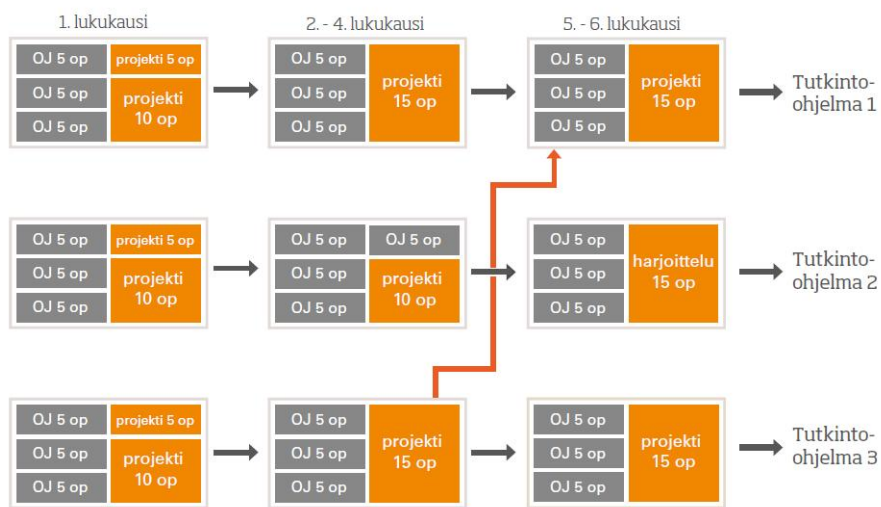 1. lukukausi
2. - 4. lukukausi
5. - 6. lukukausi
OJ 5 op
projekti 5 op
OJ 5 op
projekti
10 op
OJ 5 op
OJ 5 op
OJ 5 op
OJ 5 op
projekti
15 op
OJ 5 op
OJ 5 op
OJ 5 op
projekti
15 op
Tutkinto-
ohjelma 1
OJ 5 op
projekti 5 op
OJ 5 op
projekti
10 op
OJ 5 op
OJ 5 op
OJ 5 op
OJ 5 op
projekti
10 op
OJ 5 op
OJ 5 op
OJ 5 op
OJ 5 op
harjoittelu
15 op
Tutkinto-
ohjelma 2
OJ 5 op
projekti 5 op
OJ 5 op
projekti
10 op
OJ 5 op
OJ 5 op
OJ 5 op
OJ 5 op
projekti
15 op
OJ 5 op
OJ 5 op
OJ 5 op
projekti
15 op
Tutkinto-
ohjelma 3